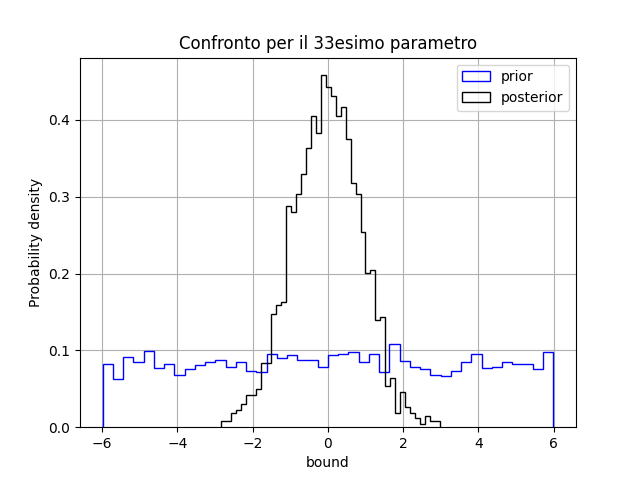 Confronto per il 33esimo parametro
prior
posterior
Probability density
0.4
0.3
0.2
0.1
0.0
−6
−4
−2
0
2
4
6
bound